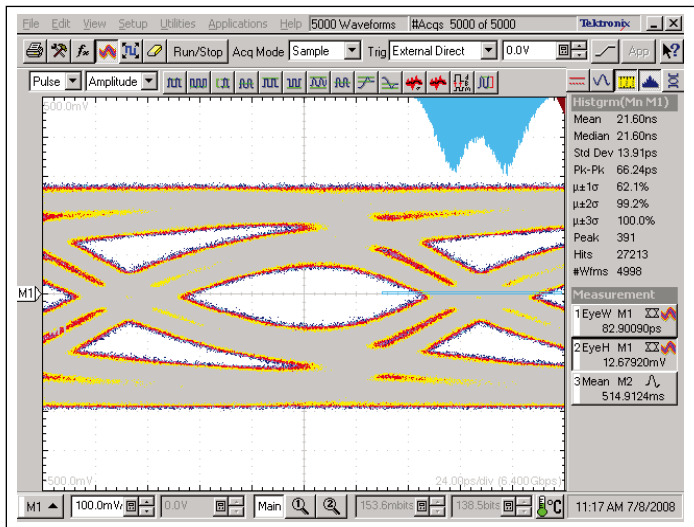 File Edit View Setup Utilities Applications Help 5000 Waveforms #Acqs 5000 of 5000 Tektronix
Run/Stop Acq Mode Sample Trig External Direct 0.0V App
Pulse Amplitude
500.0mV
Histgrm(Mn M1)
Mean 21.60ns
Median 21.60ns
Std Dev 13.91ps
Pk-Pk 66.24ps
µ±1σ 62.1%
µ±2σ 99.2%
µ±3σ 100.0%
Peak 391
Hits 27213
#Wfms 4998
M1
Measurement
1 EyeW M1
82.90090ps
2 EyeH M1
12.67920mV
3 Mean M2
514.9124ms
-500.0mV
24.00ps/div (6.400Gbps)
M1 100.0mV/ 0.0V Main 1 2 153.6mbits 138.5bits °C 11:17 AM 7/8/2008